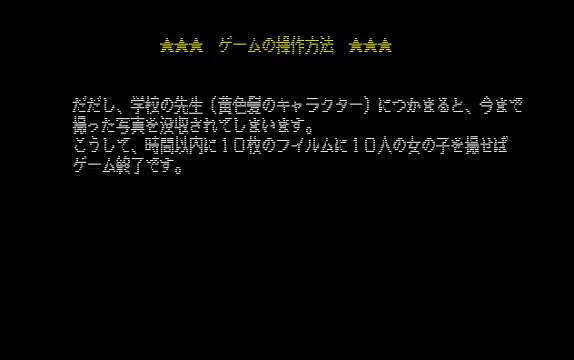 ★★★　ゲームの操作方法　★★★
だだし、学校の先生（黄色髪のキャラクター）につかまると、今まで
撮った写真を没収されてしまいます。
こうして、時間以内に１０枚のフイルムに１０人の女の子を撮せば
ゲーム終了です。